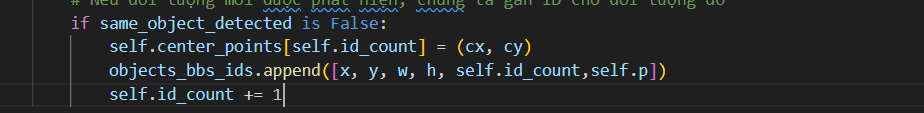 # Nếu đối tượng mới được phát hiện, chúng ta gán ID cho đối tượng đó
if same_object_detected is False:
self.center_points[self.id_count] = (cx, cy)
objects_bbs_ids.append([x, y, w, h, self.id_count,self.p])
self.id_count += 1